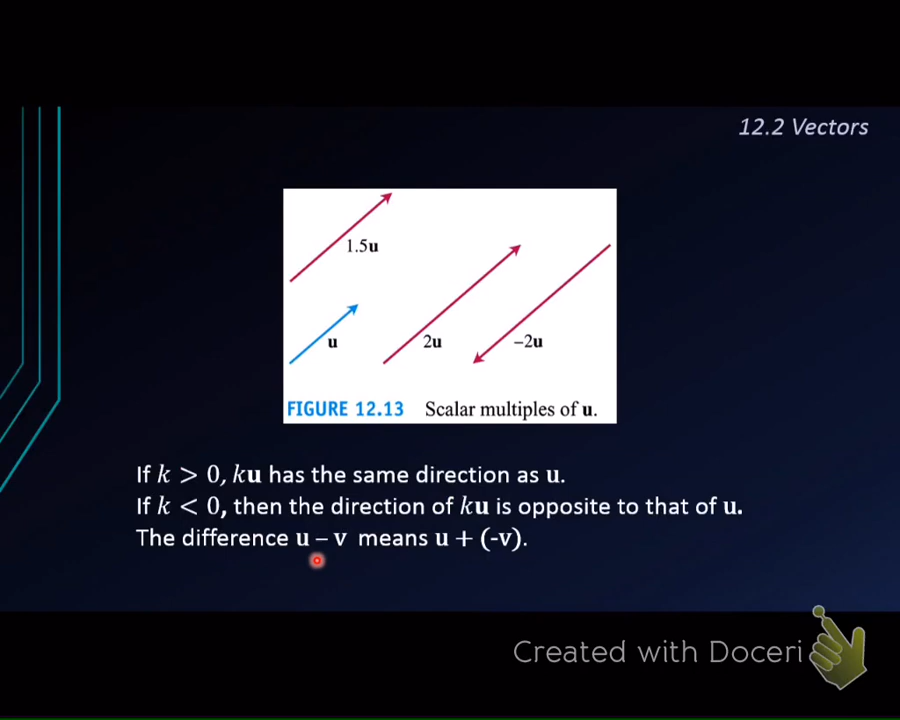 12.2 Vectors
1.5u
u
2u
−2u
FIGURE 12.13 Scalar multiples of u.
If k > 0, ku has the same direction as u.
If k < 0, then the direction of ku is opposite to that of u.
The difference u – v means u + (-v).
Created with Doceri